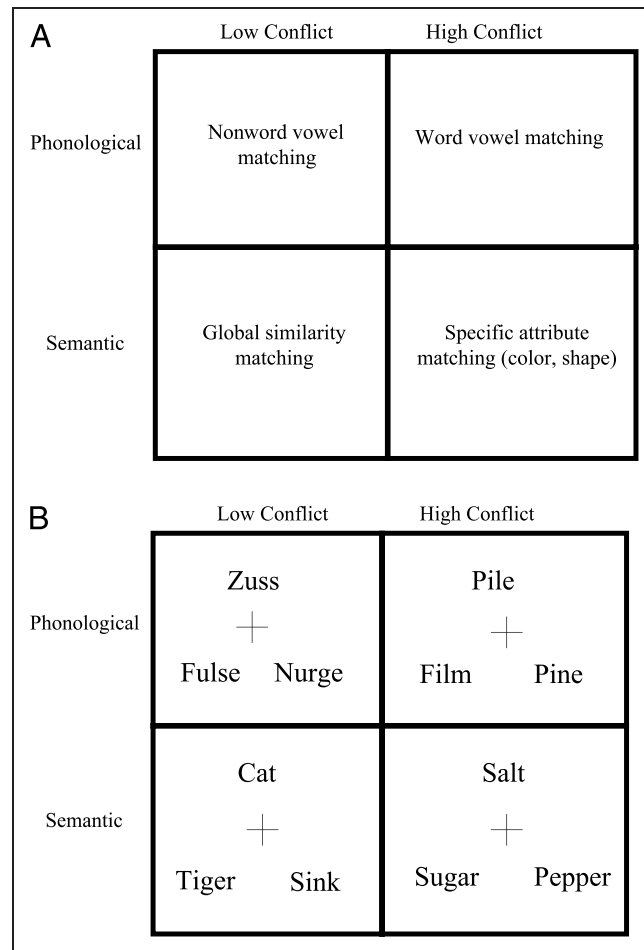 A
Low Conflict High Conflict
Phonological
Nonword vowel
matching
Word vowel matching
Semantic
Global similarity
matching
Specific attribute
matching (color, shape)
B
Low Conflict High Conflict
Phonological
Zuss
Fulse Nurge
Pile
Film Pine
Semantic
Cat
Tiger Sink
Salt
Sugar Pepper